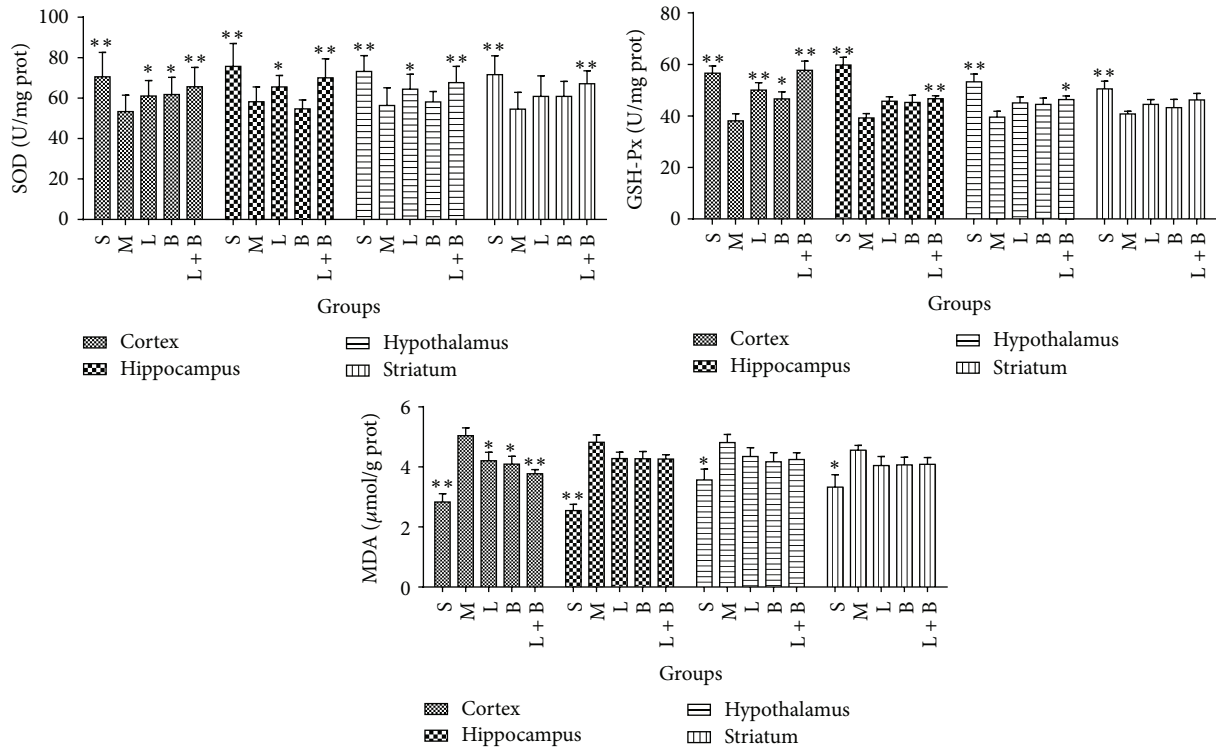 SOD (U/mg prot)
100
80
60
40
20
0
** * * **
** * **
** * **
** **
S M L B L + B
S M L B L + B
S M L B L + B
S M L B L + B
Groups
Cortex
Hippocampus
Hypothalamus
Striatum
GSH-Px (U/mg prot)
80
60
40
20
0
** ** * **
** **
** *
**
S M L B L + B
S M L B L + B
S M L B L + B
S M L B L + B
Groups
Cortex
Hippocampus
Hypothalamus
Striatum
MDA (μmol/g prot)
6
4
2
0
** * * **
**
*
*
S M L B L + B
S M L B L + B
S M L B L + B
S M L B L + B
Groups
Cortex
Hippocampus
Hypothalamus
Striatum